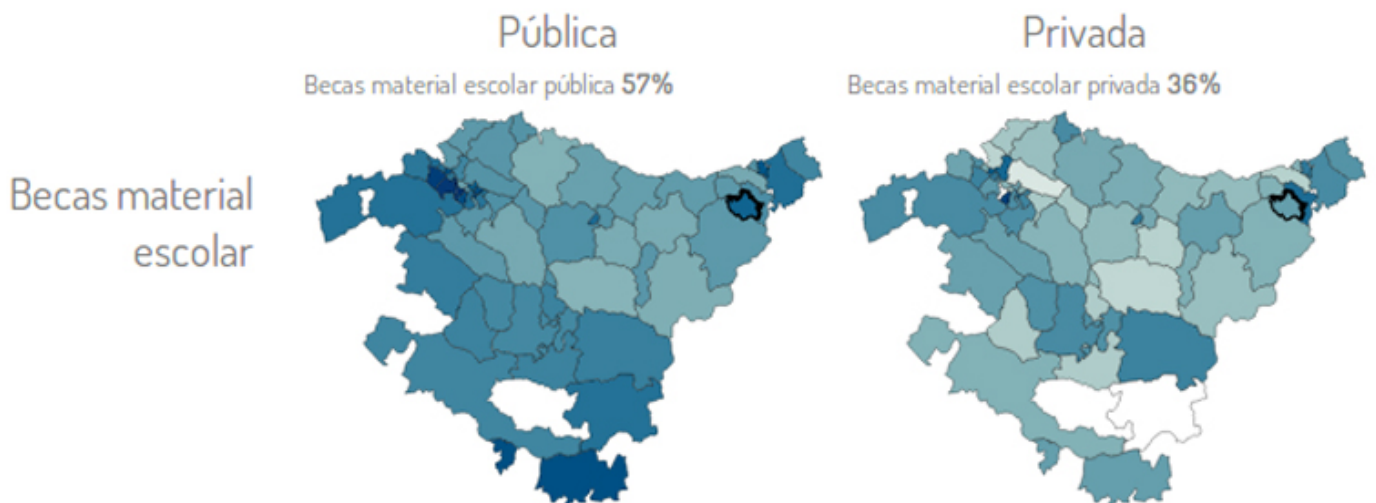 Pública
Privada
Becas material escolar pública 57%
Becas material escolar privada 36%
Becas material
escolar